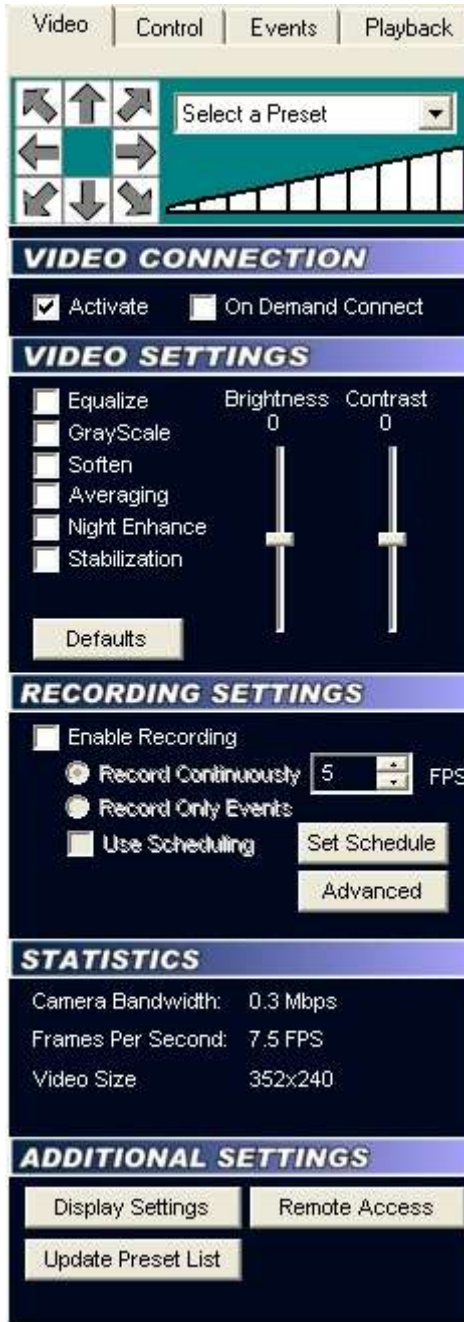 Video Control Events Playback
Select a Preset
VIDEO CONNECTION
Activate On Demand Connect
VIDEO SETTINGS
Equalize Brightness Contrast
GrayScale 0 0
Soften
Averaging
Night Enhance
Stabilization
Defaults
RECORDING SETTINGS
Enable Recording
Record Continuously 5 FPS
Record Only Events
Use Scheduling Set Schedule
Advanced
STATISTICS
Camera Bandwidth: 0.3 Mbps
Frames Per Second: 7.5 FPS
Video Size 352x240
ADDITIONAL SETTINGS
Display Settings Remote Access
Update Preset List